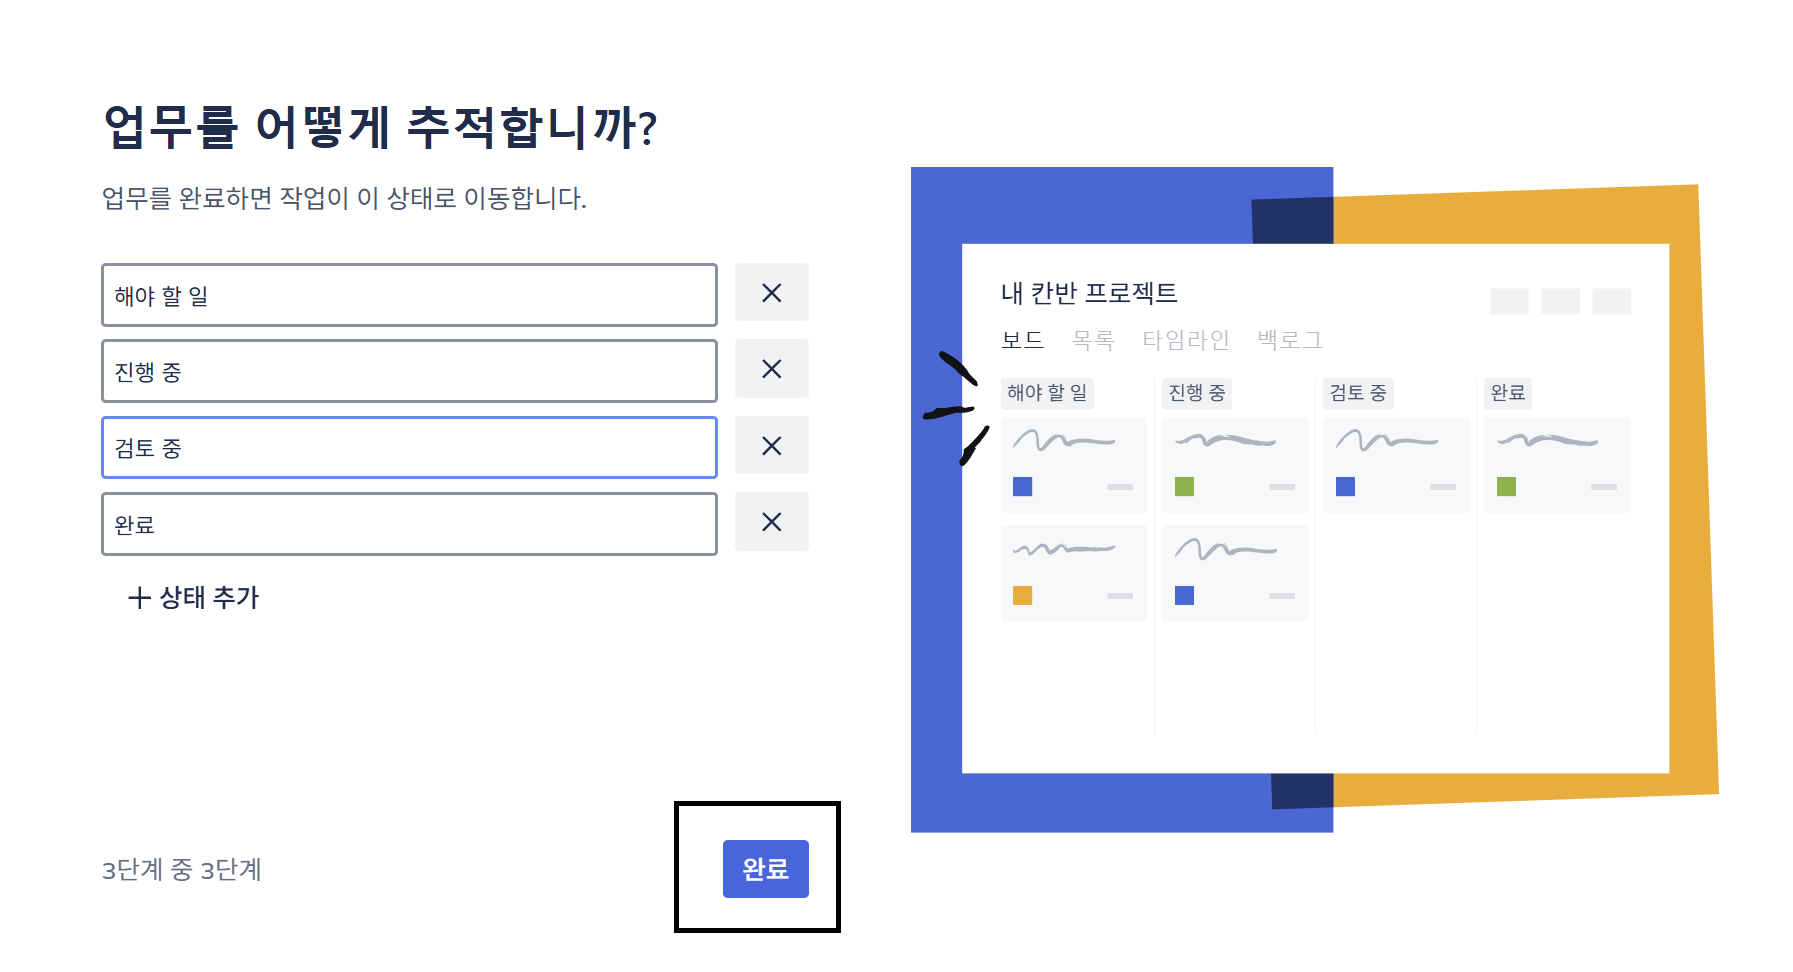 업무를 어떻게 추적합니까?
업무를 완료하면 작업이 이 상태로 이동합니다.
해야 할 일
진행 중
검토 중
완료
상태 추가
3단계 중 3단계
완료
내 칸반 프로젝트
보드 목록 타임라인 백로그
해야 할 일 진행 중 검토 중 완료